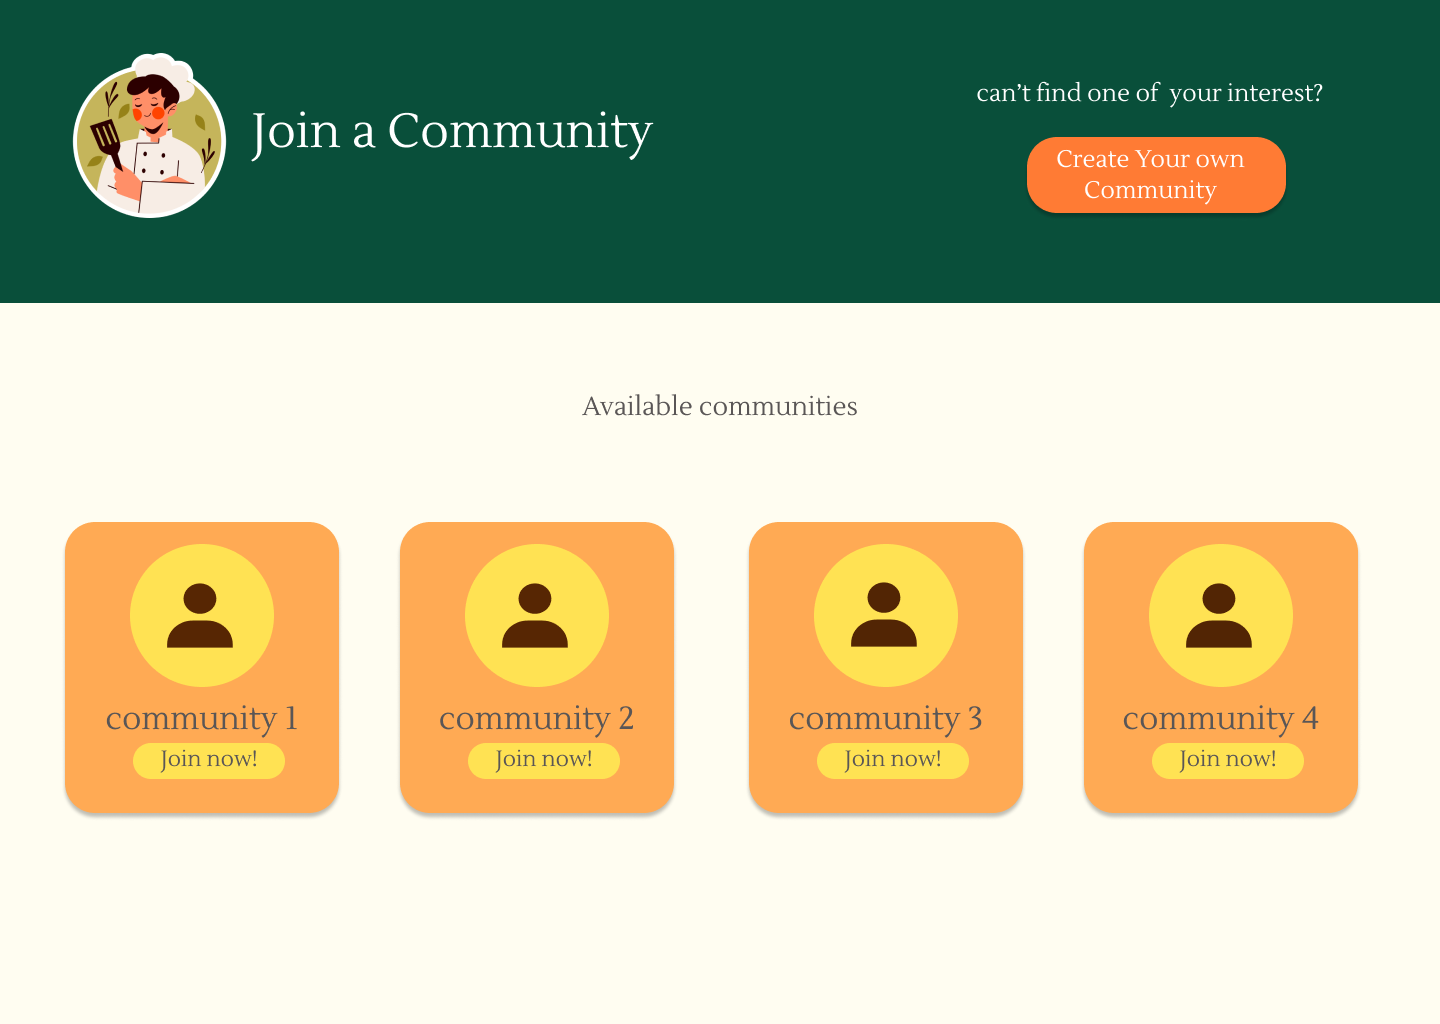 Join a Community
can’t find one of  your interest?
Create Your own
Community
Available communities
community 1
Join now!
community 2
Join now!
community 3
Join now!
community 4
Join now!